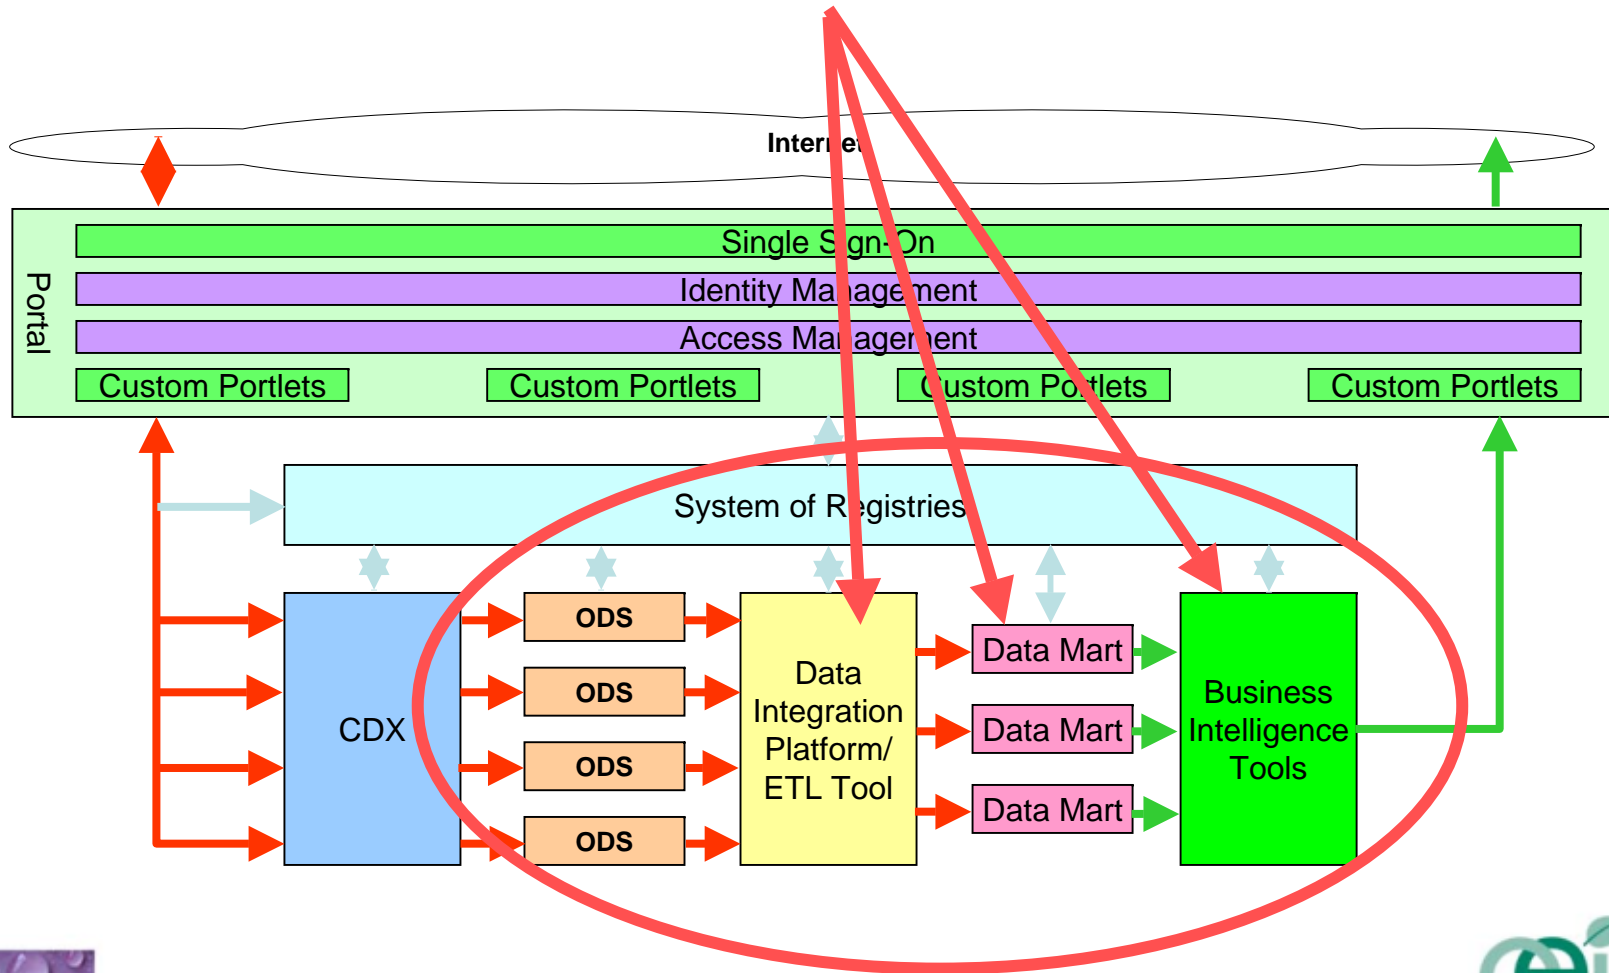 Internet
Portal
Single Sign-On
Identity Management
Access Management
Custom Portlets
Custom Portlets
Custom Portlets
Custom Portlets
System of Registries
CDX
ODS
ODS
ODS
ODS
Data
Integration
Platform/
ETL Tool
Data Mart
Data Mart
Data Mart
Business
Intelligence
Tools